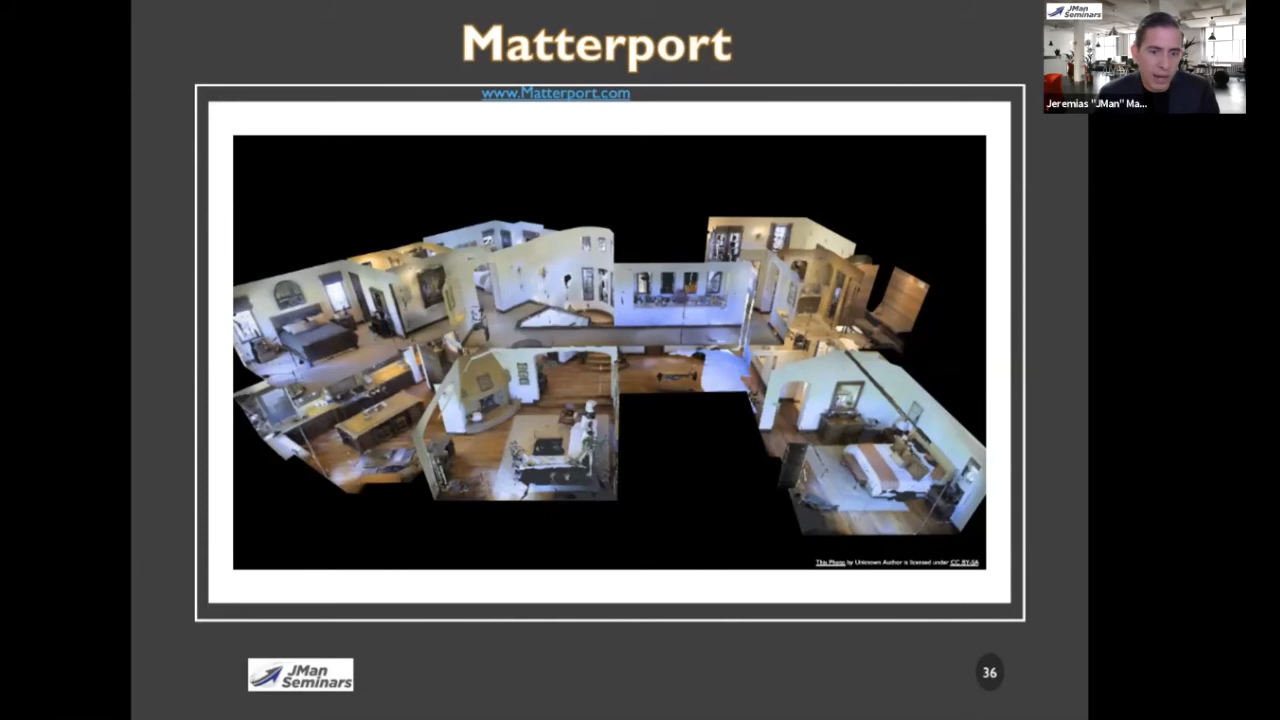 Matterport
www.Matterport.com
This Photo by Unknown Author is licensed under CC BY-SA
JMan
Seminars
36
JMan
Seminars
Jeremias "JMan" Ma...